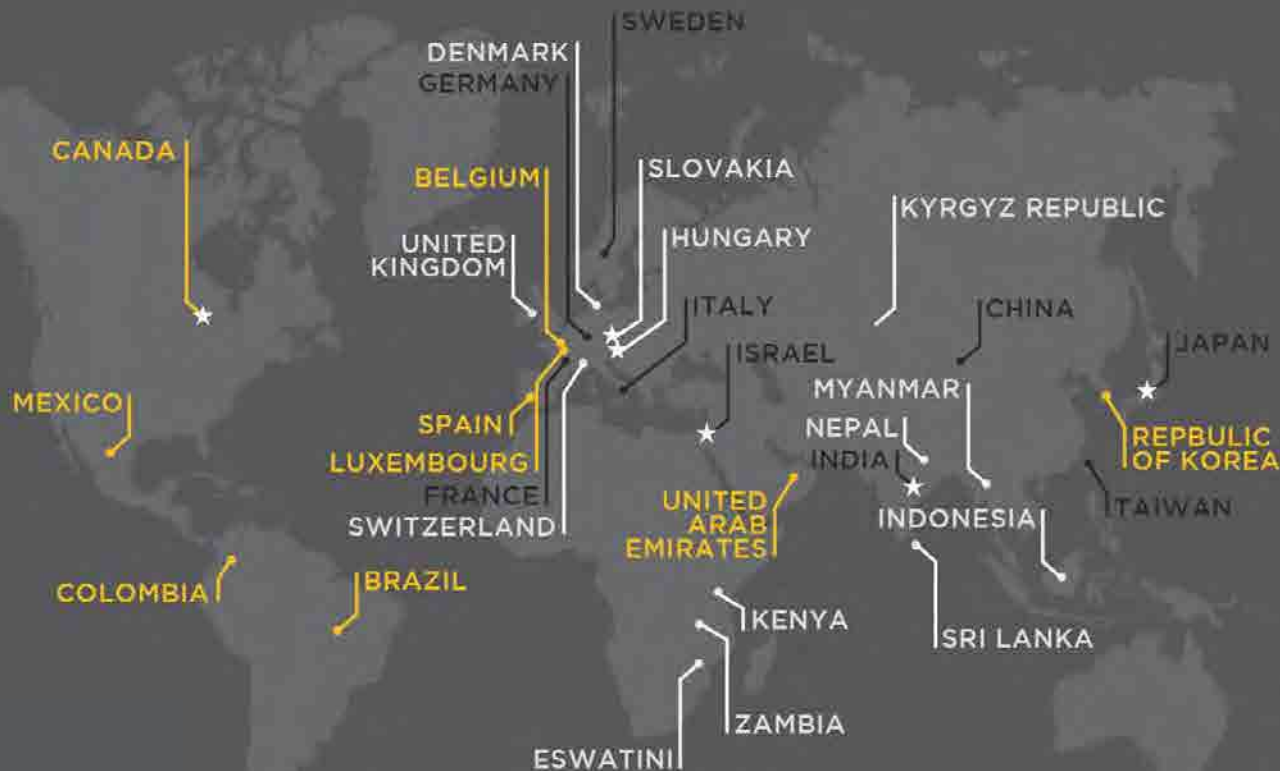 SWEDEN
DENMARK
GERMANY
CANADA
BELGIUM
SLOVAKIA
KYRGYZ REPUBLIC
UNITED
KINGDOM
HUNGARY
ITALY
CHINA
ISRAEL
JAPAN
MYANMAR
MEXICO
SPAIN
NEPAL
REPBULIC
OF KOREA
LUXEMBOURG
INDIA
FRANCE
UNITED
ARAB
EMIRATES
TAIWAN
SWITZERLAND
INDONESIA
COLOMBIA
BRAZIL
KENYA
SRI LANKA
ZAMBIA
ESWATINI